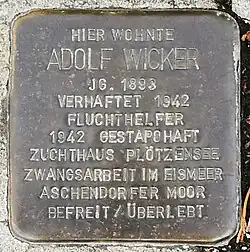 HIER WOHNTE
ADOLF WICKER
JG. 1893
VERHAFTET 1942
FLUCHTHELFER
1942 GESTAPOHAFT
ZUCHTHAUS PLÖTZENSEE
ZWANGSARBEIT IM EISMEER
ASCHENDORFER MOOR
BEFREIT / ÜBERLEBT